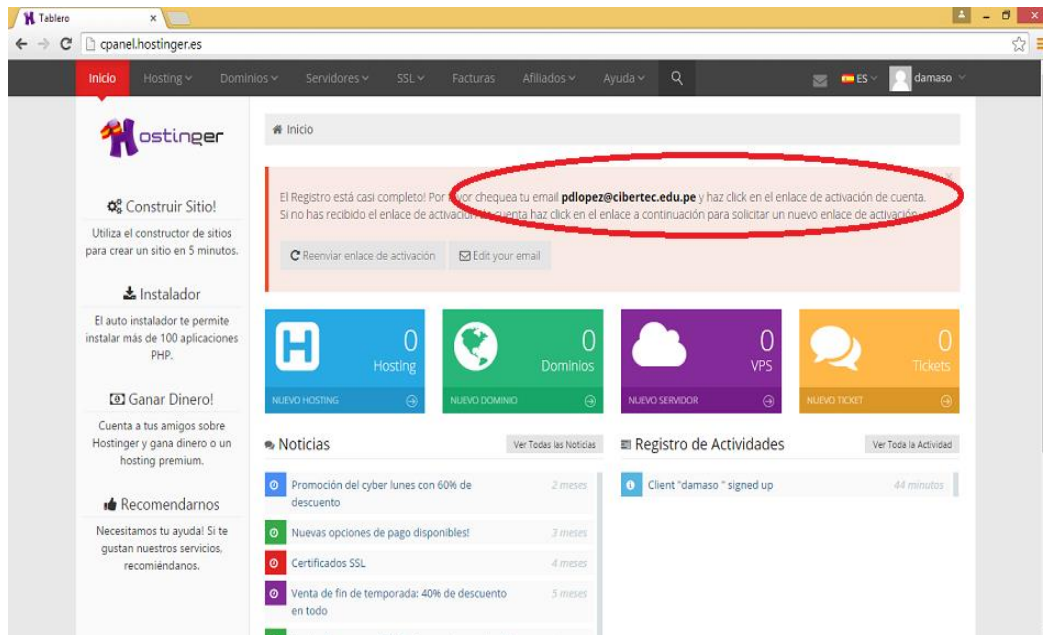 Tablero
cpanel.hostinger.es
Inicio Hosting Dominios Servidores SSL Facturas Afiliados Ayuda ES damaso
Hostinger
Inicio
El Registro está casi completo! Por favor chequea tu email pdlopez@cibertec.edu.pe y haz click en el enlace de activación de cuenta.
Si no has recibido el enlace de activación de cuenta haz click en el enlace a continuación para solicitar un nuevo enlace de activación.
Reenviar enlace de activación Edit your email
Construir Sitio!
Utiliza el constructor de sitios
para crear un sitio en 5 minutos.
Instalador
El auto instalador te permite
instalar más de 100 aplicaciones
PHP.
Ganar Dinero!
Cuenta a tus amigos sobre
Hostinger y gana dinero o un
hosting premium.
Recomendarnos
Necesitamos tu ayuda! Si te
gustan nuestros servicios,
recomiéndanos.
0
Hosting
NUEVO HOSTING
0
Dominios
NUEVO DOMINIO
0
VPS
NUEVO SERVIDOR
0
Tickets
NUEVO TICKET
Noticias Ver Todas las Noticias
Promoción del cyber lunes con 60% de 2 meses
descuento
Nuevas opciones de pago disponibles! 3 meses
Certificados SSL 4 meses
Venta de fin de temporada: 40% de descuento 5 meses
en todo
Registro de Actividades Ver Toda la Actividad
Client "damaso " signed up 44 minutos